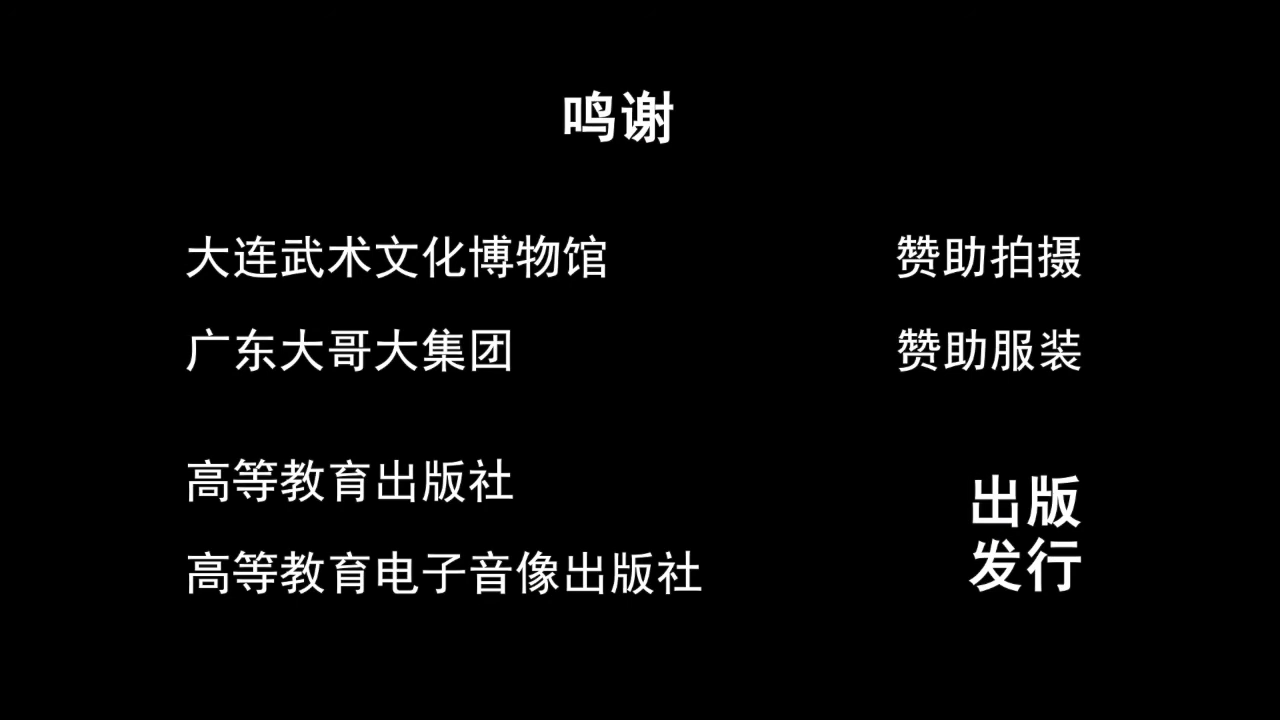 鸣谢
大连武术文化博物馆 赞助拍摄
广东大哥大集团 赞助服装
高等教育出版社
高等教育电子音像出版社
出版
发行